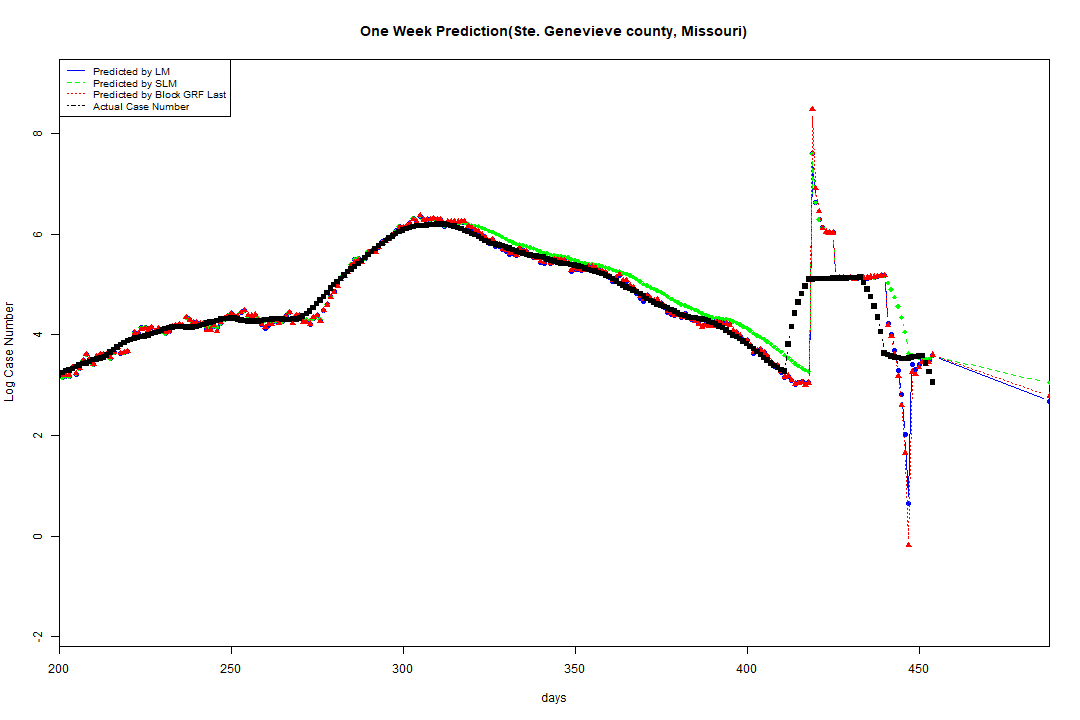 One Week Prediction(Ste. Genevieve county, Missouri)
Predicted by LM
Predicted by SLM
Predicted by Block GRF Last
Actual Case Number
8
6
4
2
0
-2
Log Case Number
200 250 300 350 400 450
days